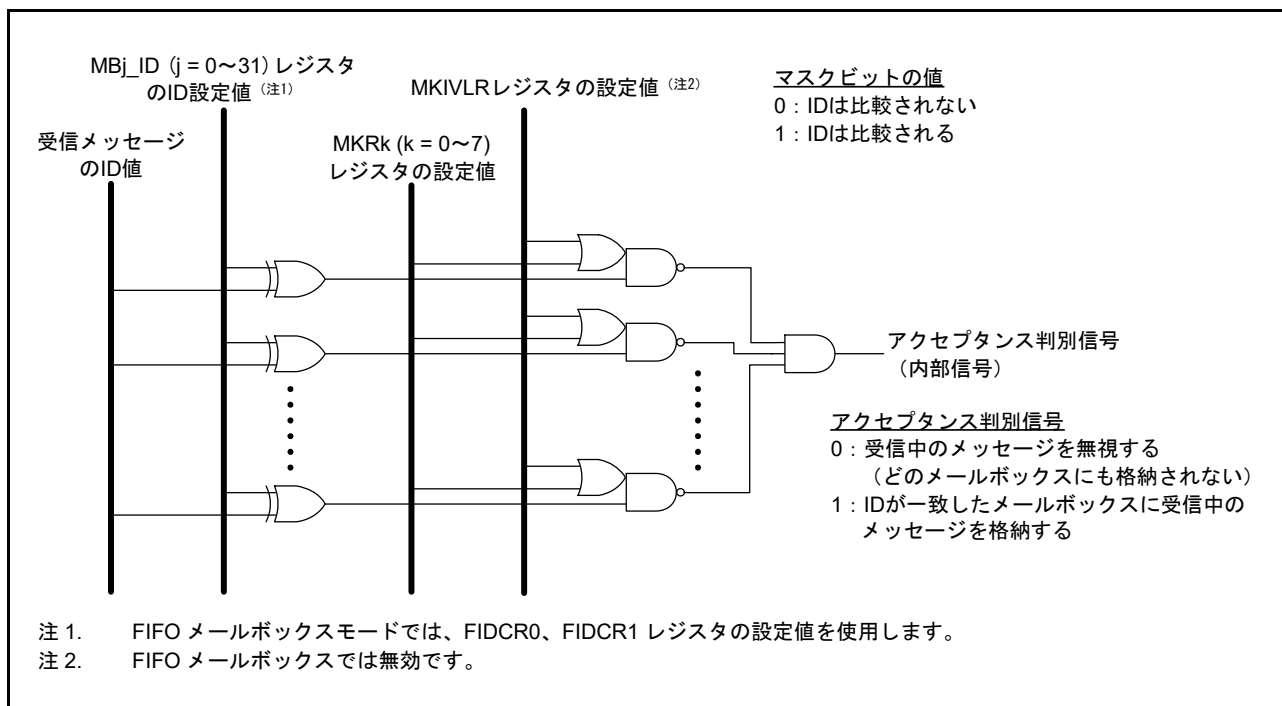 MBj_ID (j = 0～31) レジスタ
のID設定値（注1）
受信メッセージ
のID値
MKIVLRレジスタの設定値（注2）
MKRk (k = 0～7)
レジスタの設定値
マスクビットの値
0：IDは比較されない
1：IDは比較される
アクセプタンス判別信号
（内部信号）
アクセプタンス判別信号
0：受信中のメッセージを無視する
（どのメールボックスにも格納されない）
1：IDが一致したメールボックスに受信中の
メッセージを格納する
注 1. FIFO メールボックスモードでは、FIDCR0、FIDCR1 レジスタの設定値を使用します。
注 2. FIFO メールボックスでは無効です。